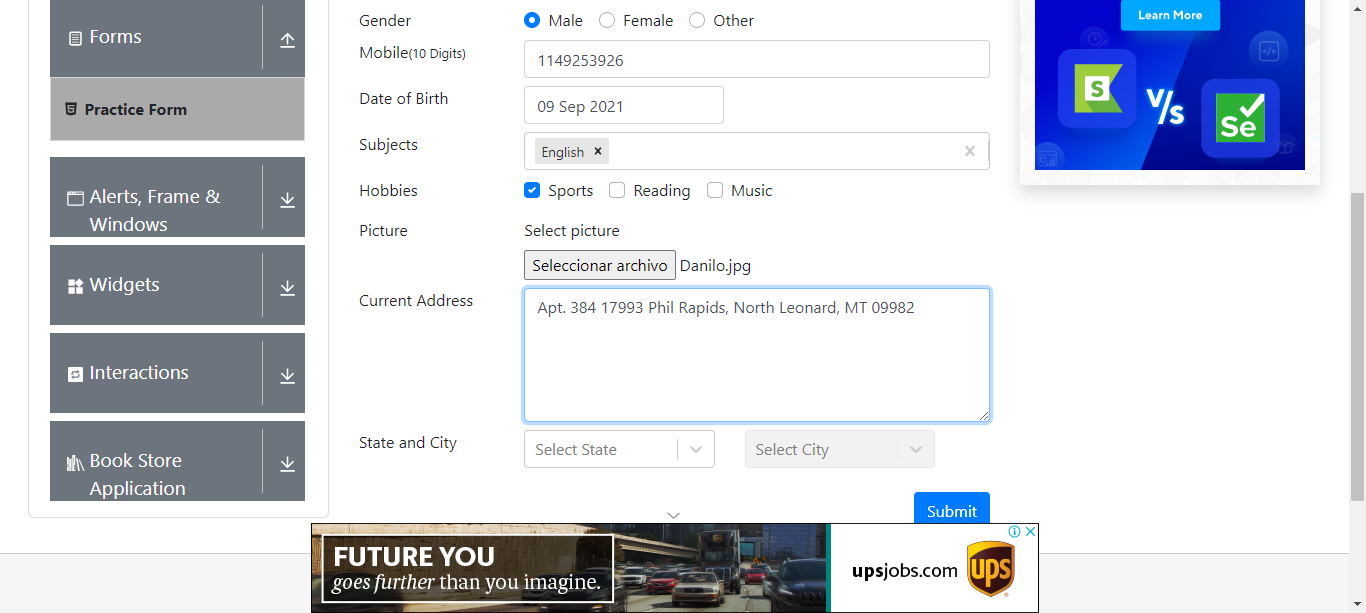 Forms
Practice Form
Alerts, Frame &
Windows
Widgets
Interactions
Book Store
Application
Gender
Male
Female
Other
Mobile(10 Digits)
1149253926
Date of Birth
09 Sep 2021
Subjects
English
Hobbies
Sports
Reading
Music
Picture
Select picture
Seleccionar archivo Danilo.jpg
Current Address
Apt. 384 17993 Phil Rapids, North Leonard, MT 09982
State and City
Select State
Select City
Submit
Learn More
S
V/s
Se
FUTURE YOU
goes further than you imagine.
upsjobs.com
ups